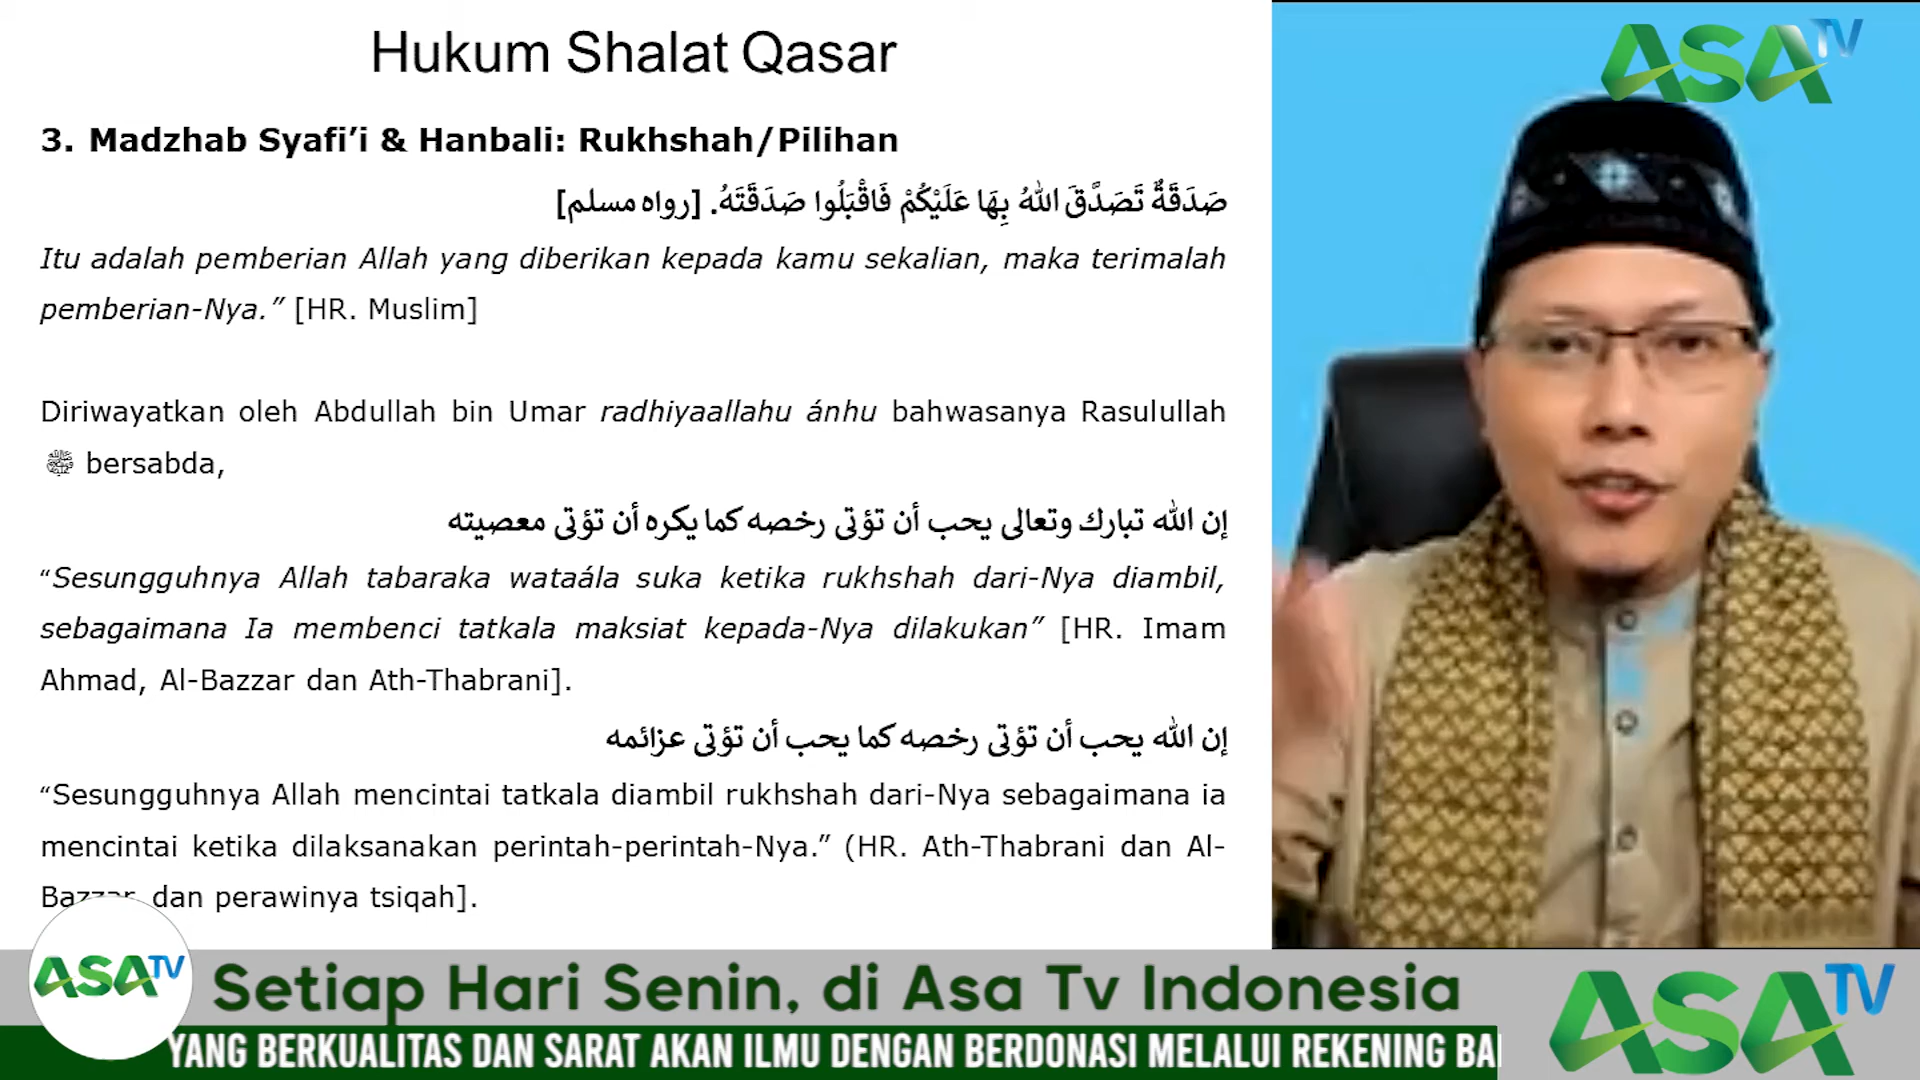 Hukum Shalat Qasar
ASA TV
3. Madzhab Syafi’i & Hanbali: Rukhshah/Pilihan
صَدَقَةٌ تَصَدَّقَ اللهُ بِهَا عَلَيْكُمْ فَاقْبَلُوا صَدَقَتَهُ. [رواه مسلم]
Itu adalah pemberian Allah yang diberikan kepada kamu sekalian, maka terimalah
pemberian-Nya.” [HR. Muslim]
Diriwayatkan oleh Abdullah bin Umar radhiyaallahu ánhu bahwasanya Rasulullah
ﷺ bersabda,
إن الله تبارك وتعالى يحب أن تؤتى رخصه كما يكره أن تؤتى معصيته
“Sesungguhnya Allah tabaraka wataála suka ketika rukhshah dari-Nya diambil,
sebagaimana Ia membenci tatkala maksiat kepada-Nya dilakukan” [HR. Imam
Ahmad, Al-Bazzar dan Ath-Thabrani].
إن الله يحب أن تؤتى رخصه كما يحب أن تؤتى عزائمه
“Sesungguhnya Allah mencintai tatkala diambil rukhshah dari-Nya sebagaimana ia
mencintai ketika dilaksanakan perintah-perintah-Nya.” (HR. Ath-Thabrani dan Al-
Bazzar, dan perawinya tsiqah].
ASA TV
Setiap Hari Senin, di Asa Tv Indonesia
ASA TV
YANG BERKUALITAS DAN SARAT AKAN ILMU DENGAN BERDONASI MELALUI REKENING